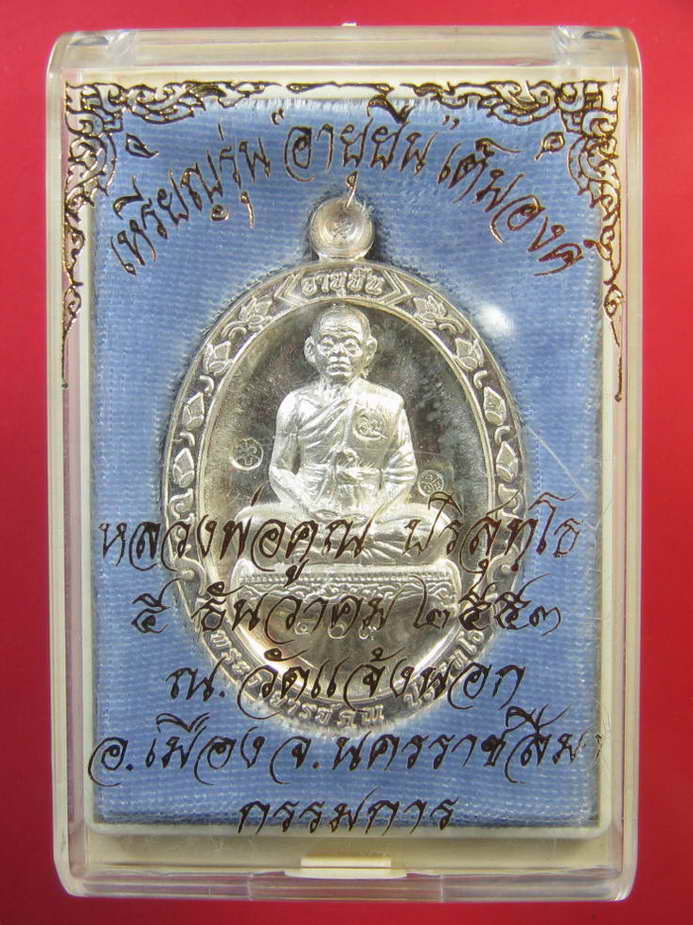 เหรียญรุ่น "อายุยืน" เต็มองค์
อายุยืน
หลวงพ่อคูณ ปริสุทฺโธ
๕ ธันวาคม ๒๕๕๓
ณ. วัดแจ้งนอก
อ.เมือง จ.นครราชสีมา
กรรมการ